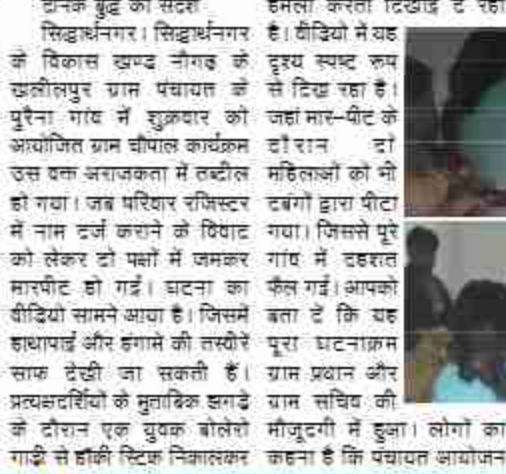 दैनिक बुद्ध का संदेश
सिद्धार्थनगर। सिद्धार्थनगर
के विकास खण्ड नौगढ़ के
खलीलपुर ग्राम पंचायत के
पुरैना गांव में शुक्रवार को
आयोजित ग्राम चौपाल कार्यक्रम
उस वक्त अराजकता में तब्दील
हो गया। जब परिवार रजिस्टर
में नाम दर्ज कराने के विवाद
को लेकर दो पक्षों में जमकर
मारपीट हो गई। घटना का
वीडियो सामने आया है। जिसमें
हाथापाई और हंगामे की तस्वीरें
साफ देखी जा सकती हैं।
प्रत्यक्षदर्शियों के मुताबिक झगड़े
के दौरान एक युवक बोलेरो
गाड़ी से हॉकी स्टिक निकालकर
हमला करता दिखाई दे रहा
है। वीडियो में यह
दृश्य स्पष्ट रूप
से दिख रहा है।
जहां मार–पीट के
दौरान दो
महिलाओं को भी
दबंगों द्वारा पीटा
गया। जिससे पूरे
गांव में दहशत
फैल गई। आपको
बता दें कि यह
पूरा घटनाक्रम
ग्राम प्रधान और
ग्राम सचिव की
मौजूदगी में हुआ। लोगों का
कहना है कि पंचायत आयोजन